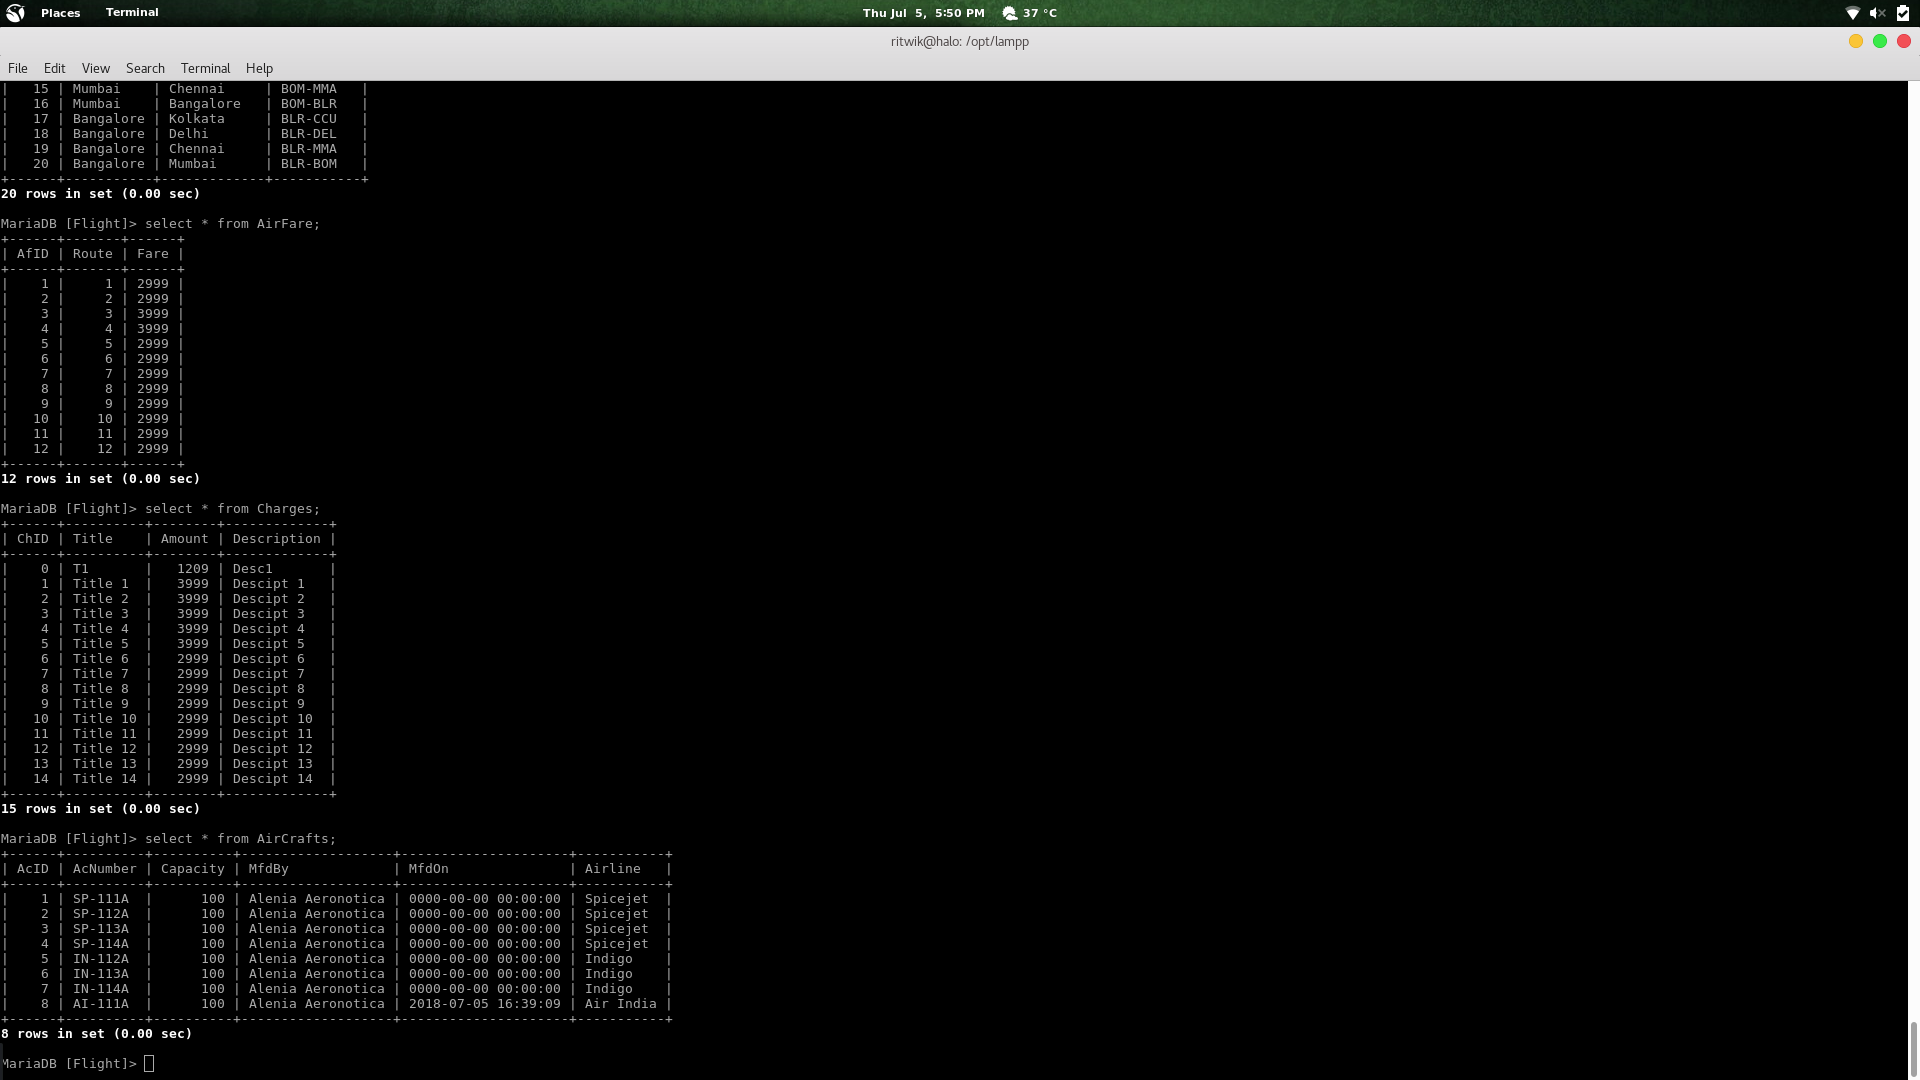 Places Terminal Thu Jul 5, 5:50 PM 37 °C
ritwik@halo: /opt/lampp
File Edit View Search Terminal Help
|   15 | Mumbai    | Chennai     | BOM-MMA   |
|   16 | Mumbai    | Bangalore   | BOM-BLR   |
|   17 | Bangalore | Kolkata     | BLR-CCU   |
|   18 | Bangalore | Delhi       | BLR-DEL   |
|   19 | Bangalore | Chennai     | BLR-MMA   |
|   20 | Bangalore | Mumbai      | BLR-BOM   |
+------+-----------+-------------+-----------+
20 rows in set (0.00 sec)
MariaDB [Flight]> select * from AirFare;
+------+-------+------+
| AfID | Route | Fare |
+------+-------+------+
|    1 |     1 | 2999 |
|    2 |     2 | 2999 |
|    3 |     3 | 3999 |
|    4 |     4 | 3999 |
|    5 |     5 | 2999 |
|    6 |     6 | 2999 |
|    7 |     7 | 2999 |
|    8 |     8 | 2999 |
|    9 |     9 | 2999 |
|   10 |    10 | 2999 |
|   11 |    11 | 2999 |
|   12 |    12 | 2999 |
+------+-------+------+
12 rows in set (0.00 sec)
MariaDB [Flight]> select * from Charges;
+------+----------+--------+-------------+
| ChID | Title    | Amount | Description |
+------+----------+--------+-------------+
|    0 | T1       |   1209 | Desc1       |
|    1 | Title 1  |   3999 | Descipt 1   |
|    2 | Title 2  |   3999 | Descipt 2   |
|    3 | Title 3  |   3999 | Descipt 3   |
|    4 | Title 4  |   3999 | Descipt 4   |
|    5 | Title 5  |   3999 | Descipt 5   |
|    6 | Title 6  |   2999 | Descipt 6   |
|    7 | Title 7  |   2999 | Descipt 7   |
|    8 | Title 8  |   2999 | Descipt 8   |
|    9 | Title 9  |   2999 | Descipt 9   |
|   10 | Title 10 |   2999 | Descipt 10  |
|   11 | Title 11 |   2999 | Descipt 11  |
|   12 | Title 12 |   2999 | Descipt 12  |
|   13 | Title 13 |   2999 | Descipt 13  |
|   14 | Title 14 |   2999 | Descipt 14  |
+------+----------+--------+-------------+
15 rows in set (0.00 sec)
MariaDB [Flight]> select * from AirCrafts;
+------+----------+----------+-------------------+---------------------+-----------+
| AcID | AcNumber | Capacity | MfdBy             | MfdOn               | Airline   |
+------+----------+----------+-------------------+---------------------+-----------+
|    1 | SP-111A  |      100 | Alenia Aeronotica | 0000-00-00 00:00:00 | Spicejet  |
|    2 | SP-112A  |      100 | Alenia Aeronotica | 0000-00-00 00:00:00 | Spicejet  |
|    3 | SP-113A  |      100 | Alenia Aeronotica | 0000-00-00 00:00:00 | Spicejet  |
|    4 | SP-114A  |      100 | Alenia Aeronotica | 0000-00-00 00:00:00 | Spicejet  |
|    5 | IN-112A  |      100 | Alenia Aeronotica | 0000-00-00 00:00:00 | Indigo    |
|    6 | IN-113A  |      100 | Alenia Aeronotica | 0000-00-00 00:00:00 | Indigo    |
|    7 | IN-114A  |      100 | Alenia Aeronotica | 0000-00-00 00:00:00 | Indigo    |
|    8 | AI-111A  |      100 | Alenia Aeronotica | 2018-07-05 16:39:09 | Air India |
+------+----------+----------+-------------------+---------------------+-----------+
8 rows in set (0.00 sec)
MariaDB [Flight]>